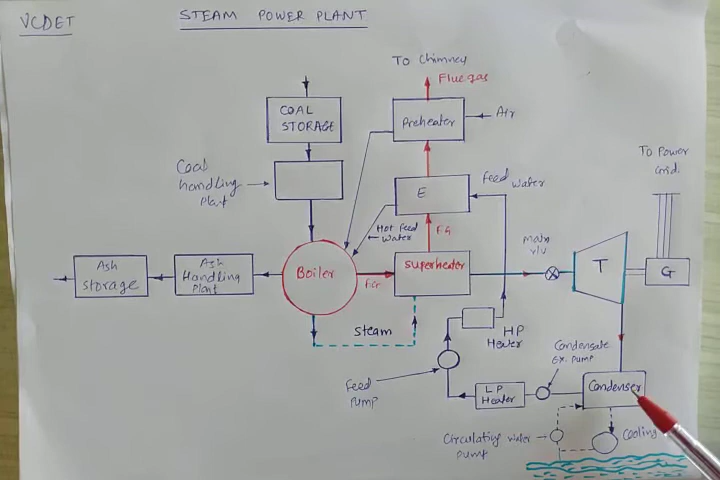 VCDET
STEAM POWER PLANT
TO Chimney
Flue gas
COAL
STORAGE
Preheater
Air
Coal
handling
Plant
E
Feed
water
To Power
Grid
Hot Feed
Water
F.G
Main
v/v
Ash
Storage
Ash
Handling
Plant
Boiler
F.G
Superheater
T
G
Steam
HP
Heater
Condensate
Ex. Pump
Feed
Pump
LP
Heater
Condenser
Circulating water
pump
Cooling